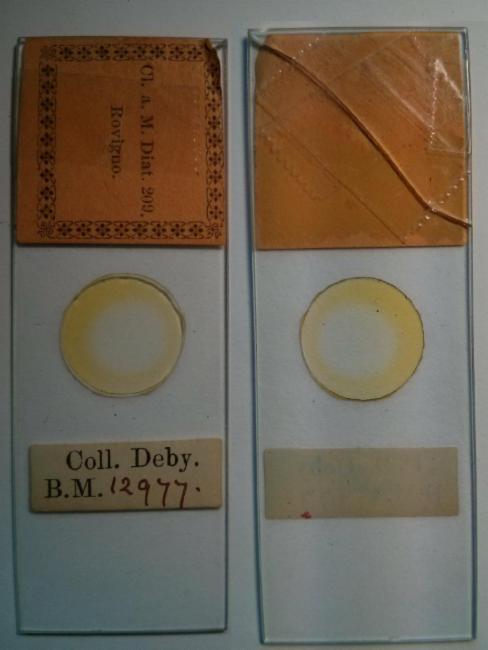 Cl. a. M. Diat. 209.
Rovigno.
Coll. Deby.
B.M. 12977.